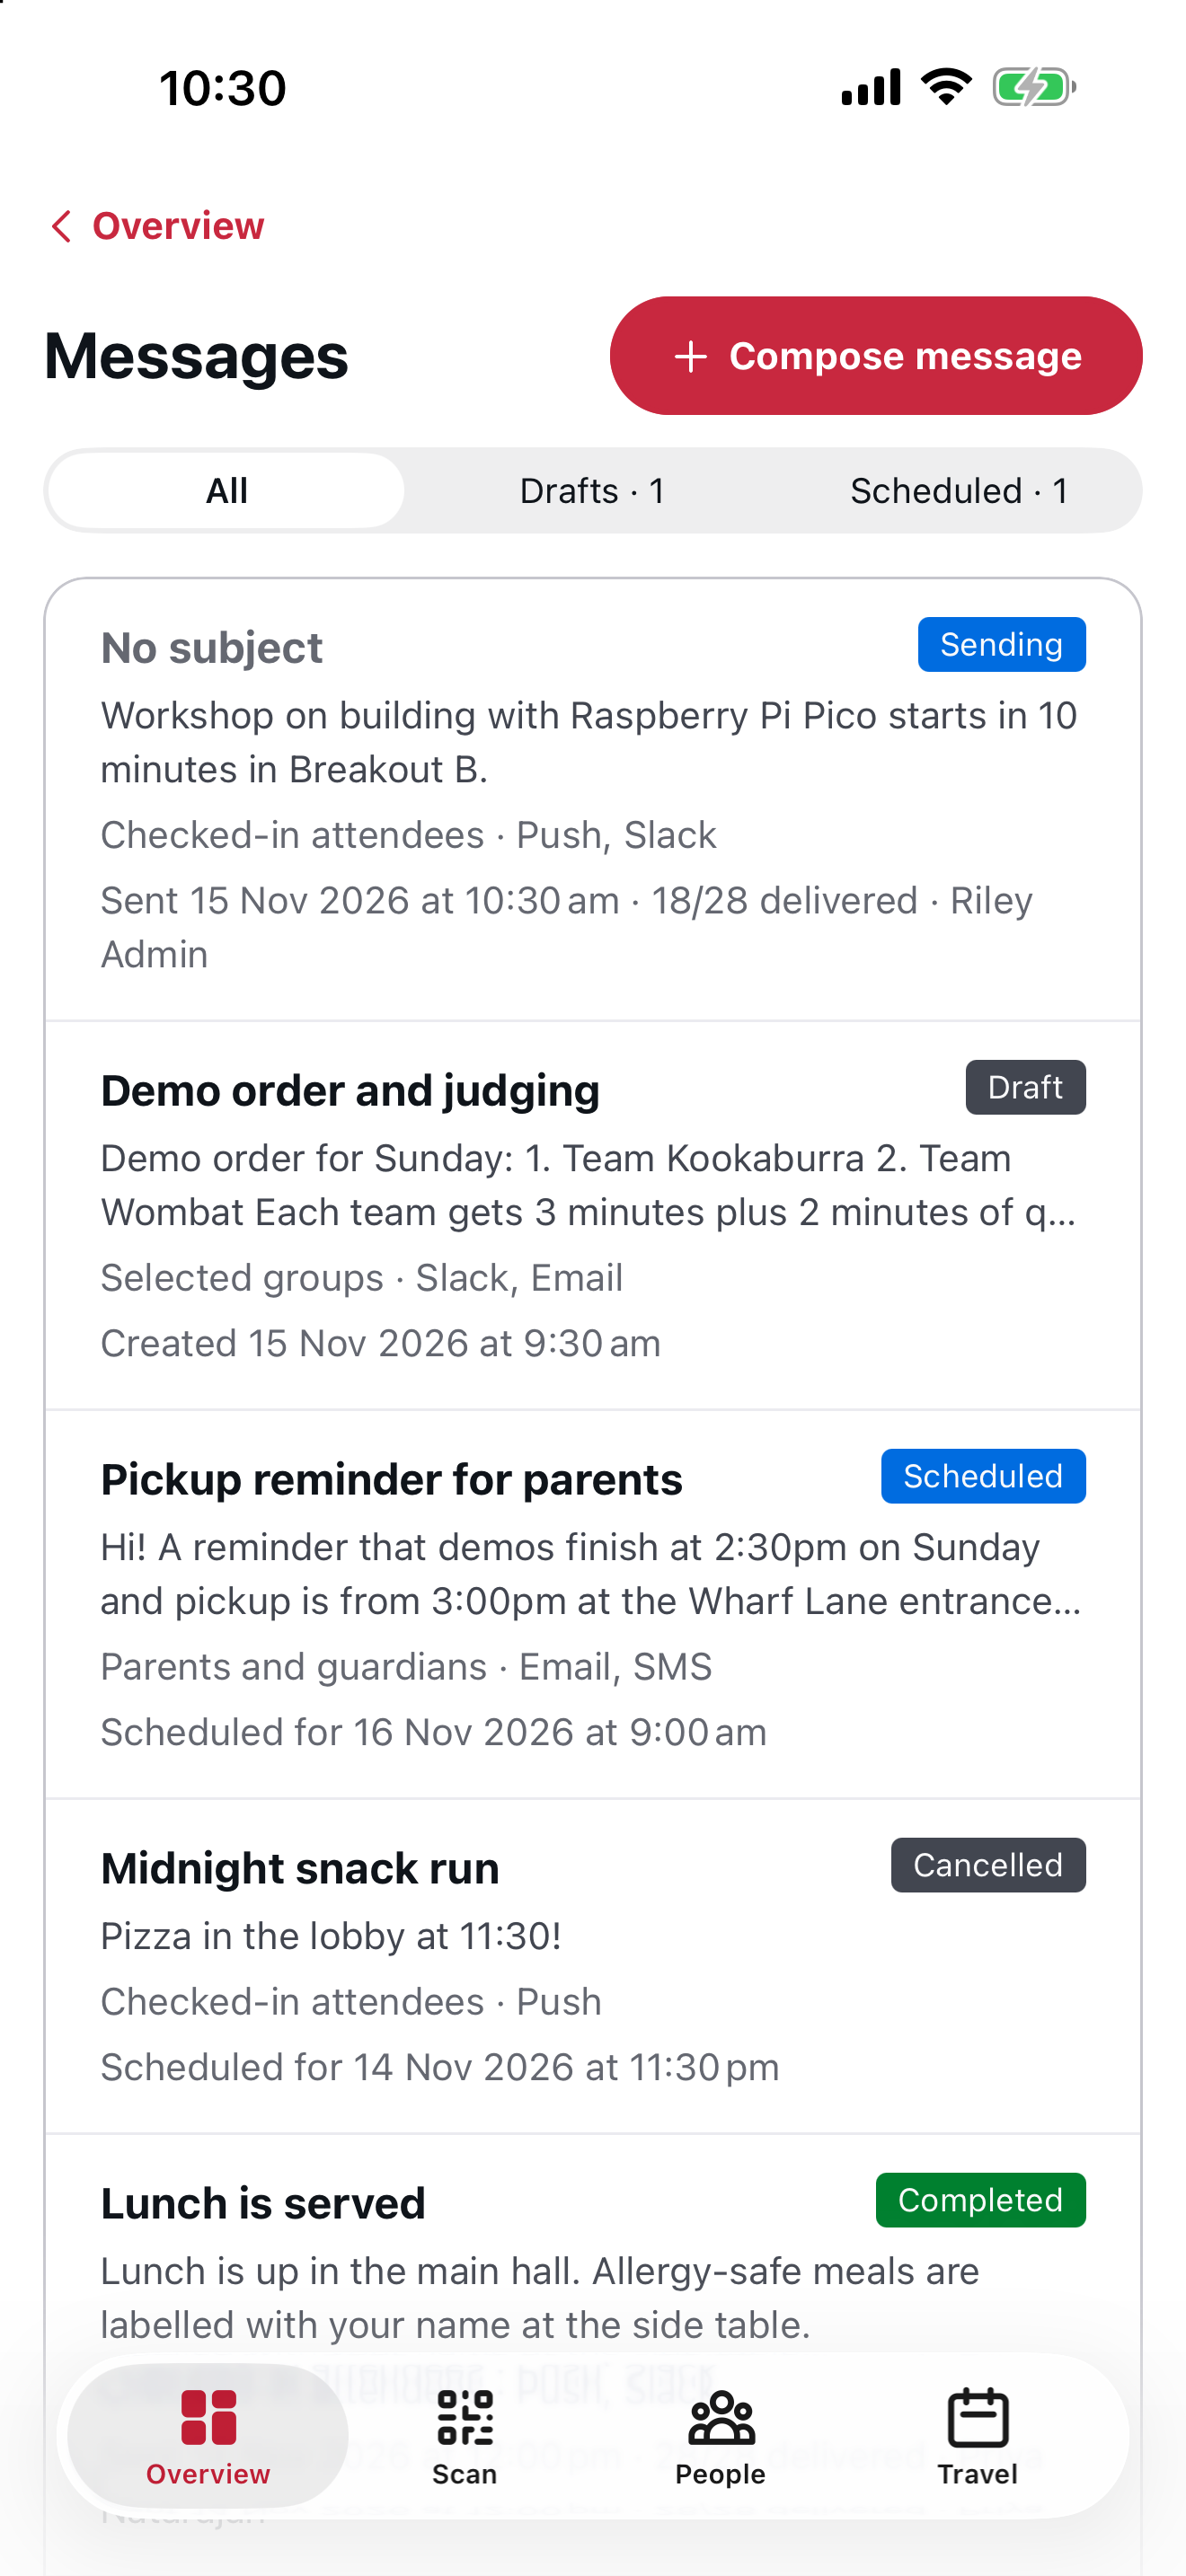 10:30
Overview
Messages
+ Compose message
All
Drafts · 1
Scheduled · 1
No subject
Sending
Workshop on building with Raspberry Pi Pico starts in 10
minutes in Breakout B.
Checked-in attendees · Push, Slack
Sent 15 Nov 2026 at 10:30 am · 18/28 delivered · Riley
Admin
Demo order and judging
Draft
Demo order for Sunday: 1. Team Kookaburra 2. Team
Wombat Each team gets 3 minutes plus 2 minutes of q...
Selected groups · Slack, Email
Created 15 Nov 2026 at 9:30 am
Pickup reminder for parents
Scheduled
Hi! A reminder that demos finish at 2:30pm on Sunday
and pickup is from 3:00pm at the Wharf Lane entrance...
Parents and guardians · Email, SMS
Scheduled for 16 Nov 2026 at 9:00 am
Midnight snack run
Cancelled
Pizza in the lobby at 11:30!
Checked-in attendees · Push
Scheduled for 14 Nov 2026 at 11:30 pm
Lunch is served
Completed
Lunch is up in the main hall. Allergy-safe meals are
labelled with your name at the side table.
Overview
Scan
People
Travel